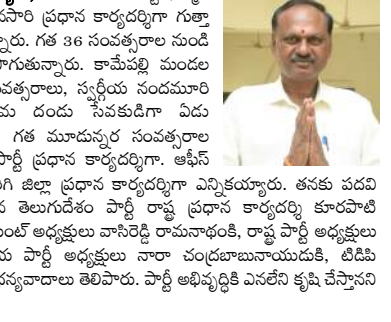 నసారి ప్రధాన కార్యదర్శిగా గుత్తా
న్నారు. గత 36 సంవత్సరాల నుండి
సాగుతున్నారు. కామేపల్లి మండల
వత్సరాలు, స్వర్గీయ నందమూరి
మ దండు సేవకుడిగా ఏడు
గత మూడున్నర సంవత్సరాల
పార్టీ ప్రధాన కార్యదర్శిగా. ఆఫీస్
గి జిల్లా ప్రధాన కార్యదర్శిగా ఎన్నికయ్యారు. తనకు పదవి
న తెలుగుదేశం పార్టీ రాష్ట్ర ప్రధాన కార్యదర్శి కూరపాటి
మెంట్ అధ్యక్షులు వాసిరెడ్డి రామనాథంకి, రాష్ట్ర పార్టీ అధ్యక్షులు
య పార్టీ అధ్యక్షులు నారా చంద్రబాబునాయుడుకి, టిడిపి
ధన్యవాదాలు తెలిపారు. పార్టీ అభివృద్ధికి ఎనలేని కృషి చేస్తానని